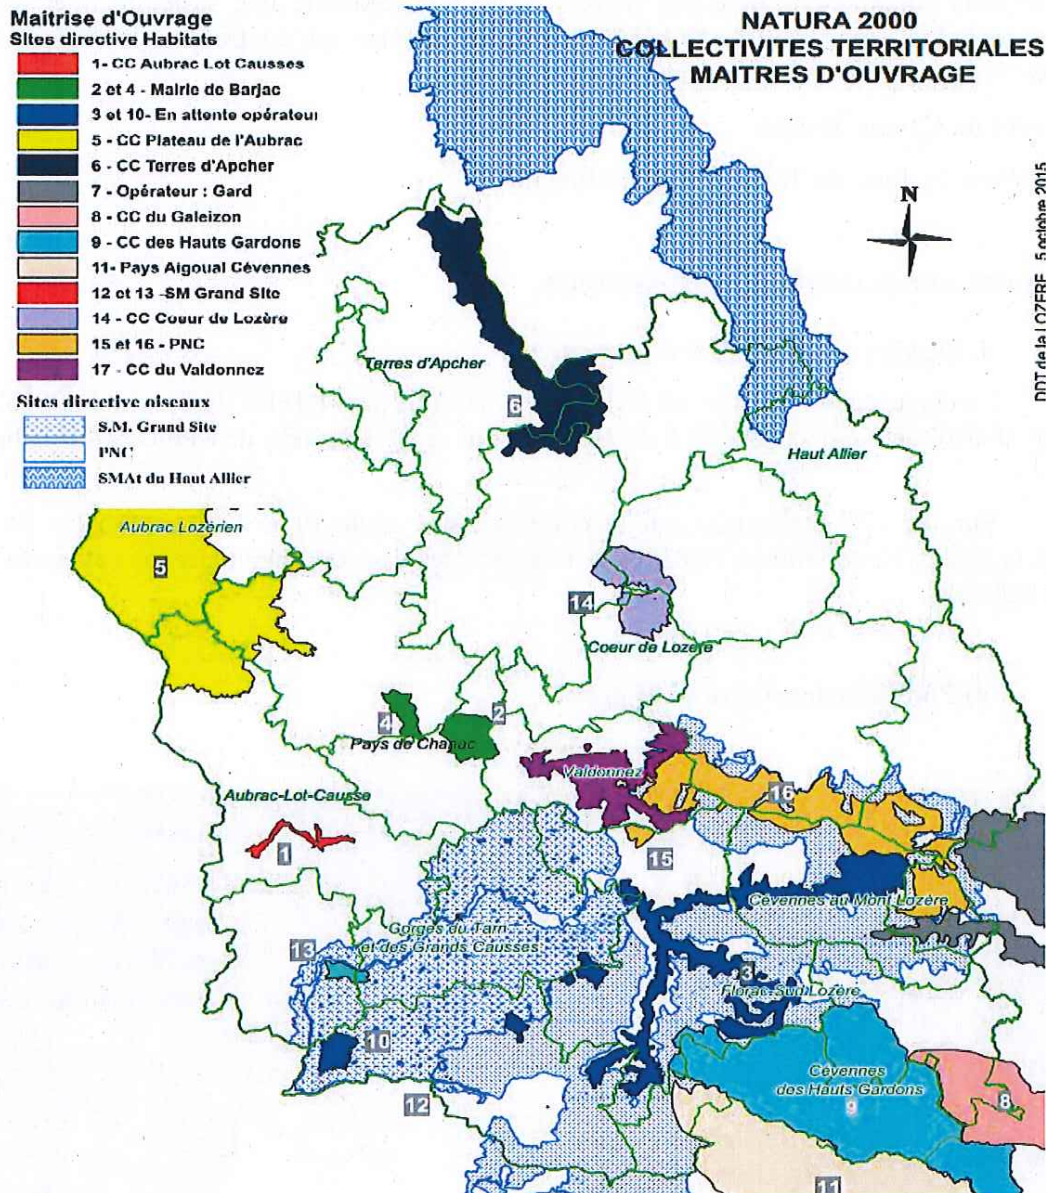 Maitrise d'Ouvrage
Sites directive Habitats
1- CC Aubrac Lot Causses
2 et 4 - Mairie de Barjac
3 et 10- En attente opérateur
5 - CC Plateau de l'Aubrac
6 - CC Terres d'Apcher
7 - Opérateur : Gard
8 - CC du Galeizon
9 - CC des Hauts Gardons
11- Pays Aigoual Cévennes
12 et 13 -SM Grand Site
14 - CC Coeur de Lozère
15 et 16 - PNC
17 - CC du Valdonnez
Sites directive oiseaux
S.M. Grand Site
PNC
SMAt du Haut Allier
NATURA 2000
COLLECTIVITES TERRITORIALES
MAITRES D'OUVRAGE
N
DDT de la LOZERE 5 octobre 2015
Terres d'Apcher
6
Haut Allier
Aubrac Lozérien
5
14
Coeur de Lozère
4
2
Pays de Chanac
Valdonnez
16
Aubrac-Lot-Causse
1
15
Cévennes au Mont Lozère
Gorges du Tarn
et des Grands Causses
13
3
Florac-Sud Lozère
10
Cévennes
des Hauts Gardons
12
9
8
11